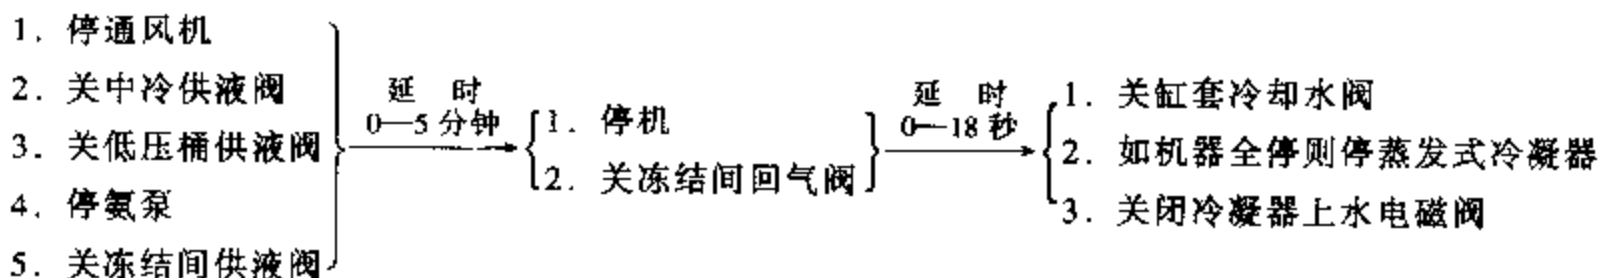 1. 停通风机
2. 关中冷供液阀
3. 关低压桶供液阀
4. 停氨泵
5. 关冻结间供液阀
延 时
0—5 分钟
1. 停机
2. 关冻结间回气阀
延 时
0—18 秒
1. 关缸套冷却水阀
2. 如机器全停则停蒸发式冷凝器
3. 关闭冷凝器上水电磁阀